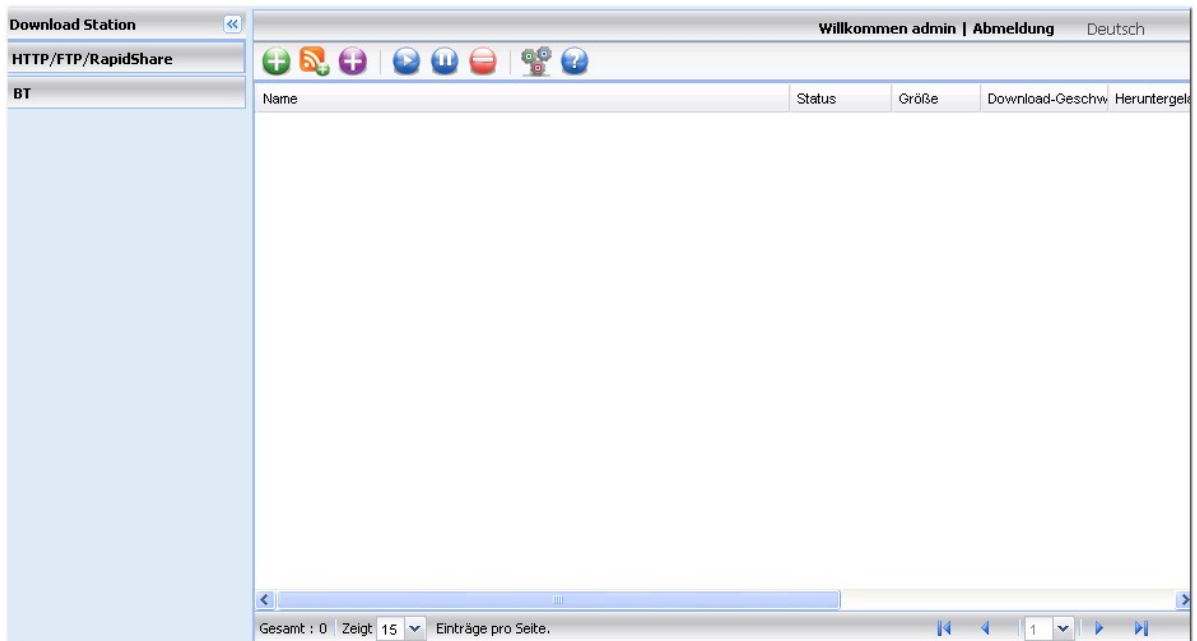 Download Station
Willkommen admin | Abmeldung Deutsch
HTTP/FTP/RapidShare
BT
Name Status Größe Download-Geschw Heruntergela
Gesamt : 0 Zeigt 15 Einträge pro Seite. 1